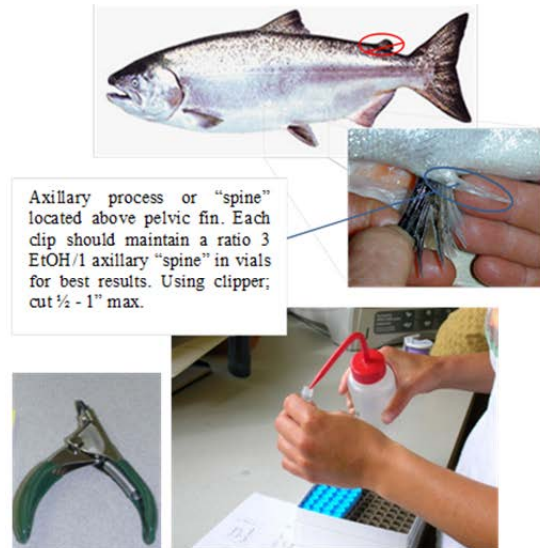 Axillary process or “spine”
located above pelvic fin. Each
clip should maintain a ratio 3
EtOH/1 axillary “spine” in vials
for best results. Using clipper;
cut ½ - 1” max.